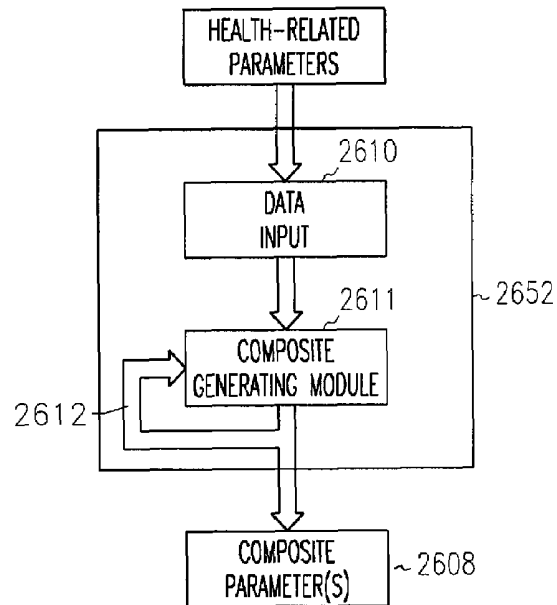 HEALTH-RELATED
PARAMETERS
2610
DATA
INPUT
2611
2652
COMPOSITE
GENERATING MODULE
2612
COMPOSITE
PARAMETER(S)
2608